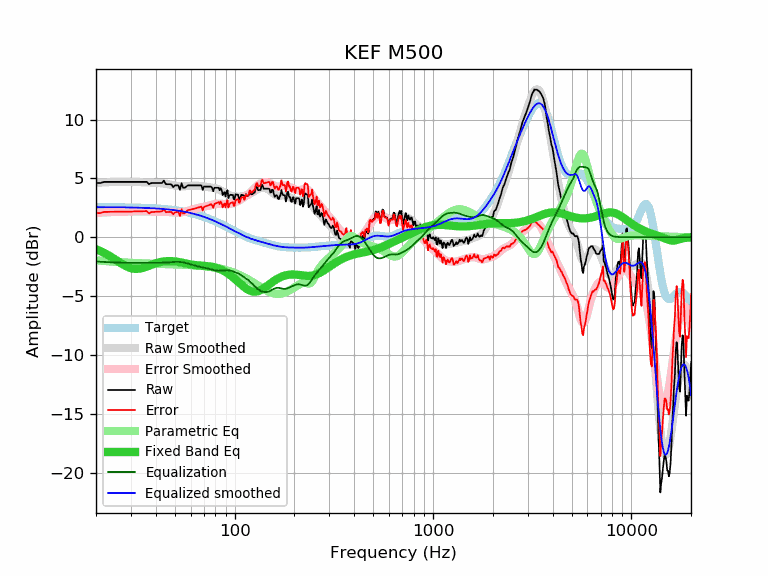 KEF M500
Amplitude (dBr)
10
5
0
−5
−10
−15
−20
Target
Raw Smoothed
Error Smoothed
Raw
Error
Parametric Eq
Fixed Band Eq
Equalization
Equalized smoothed
100
1000
10000
Frequency (Hz)